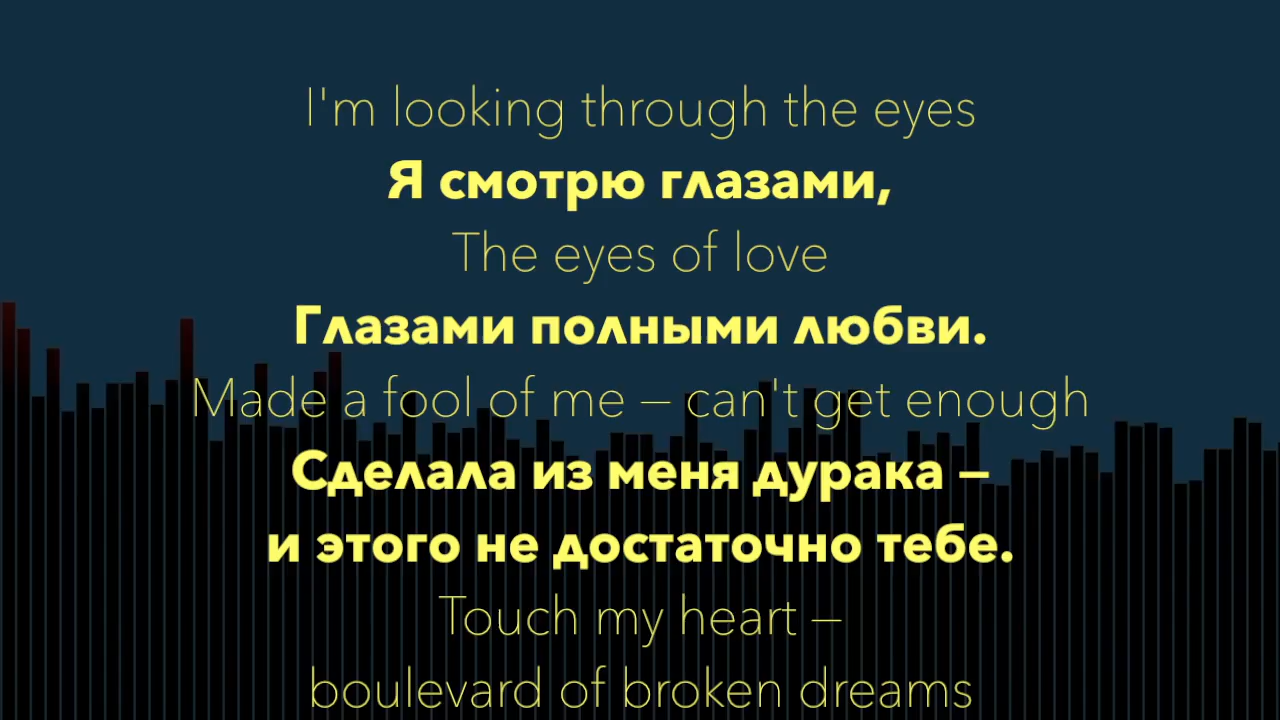 I'm looking through the eyes
Я смотрю глазами,
The eyes of love
Глазами полными любви.
Made a fool of me – can't get enough
Сделала из меня дурака –
и этого не достаточно тебе.
Touch my heart –
boulevard of broken dreams